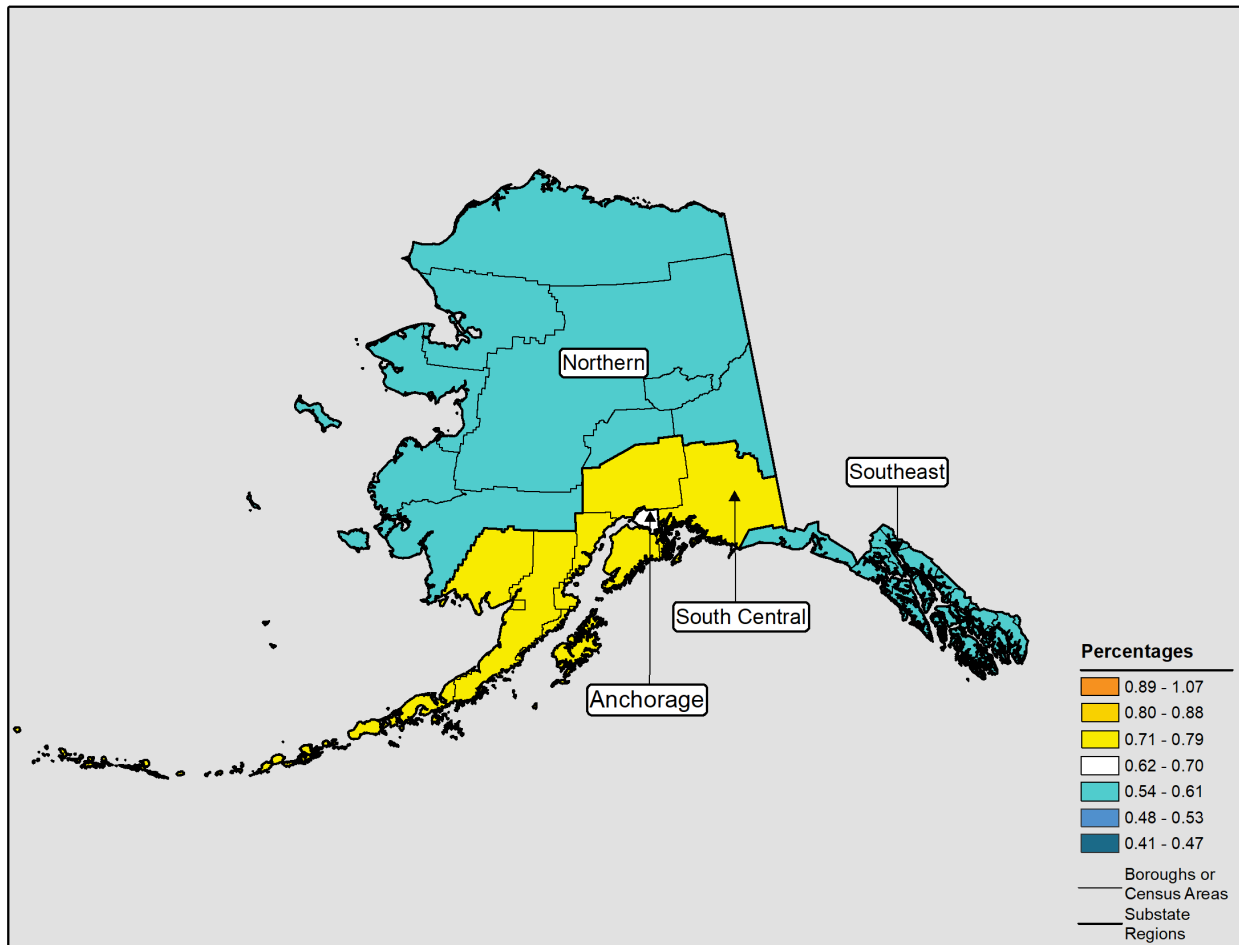 Northern
Southeast
South Central
Anchorage
Percentages
0.89 - 1.07
0.80 - 0.88
0.71 - 0.79
0.62 - 0.70
0.54 - 0.61
0.48 - 0.53
0.41 - 0.47
Boroughs or
Census Areas
Substate
Regions